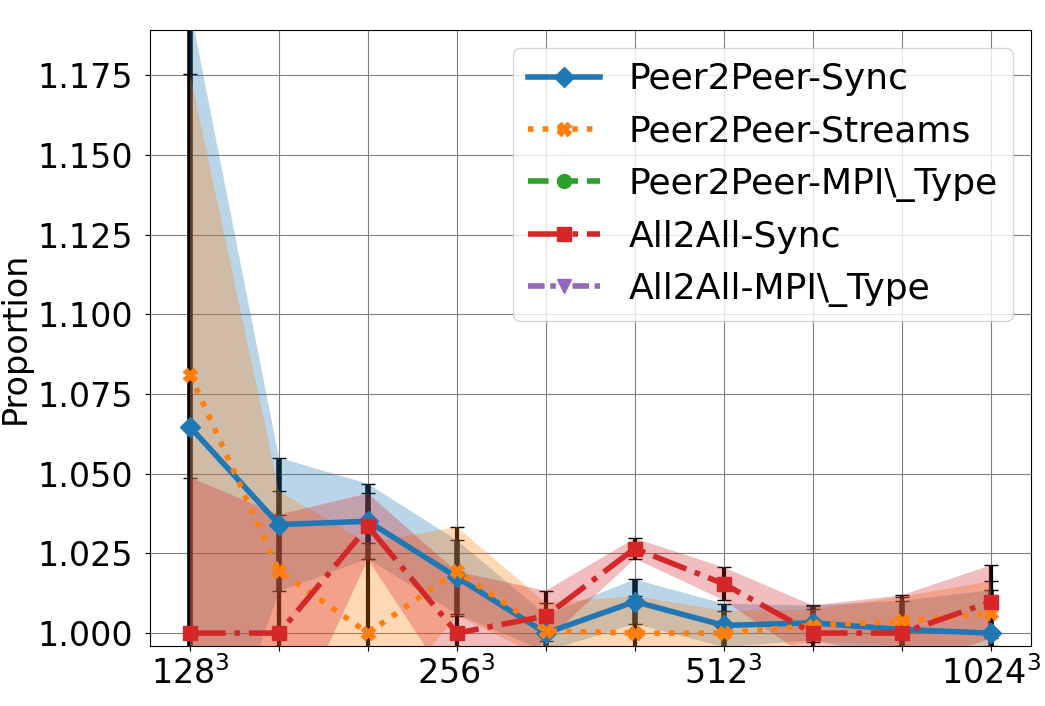 1.175
1.150
1.125
1.100
1.075
1.050
1.025
1.000
Proportion
128³
256³
512³
1024³
Peer2Peer-Sync
Peer2Peer-Streams
Peer2Peer-MPI\_Type
All2All-Sync
All2All-MPI\_Type